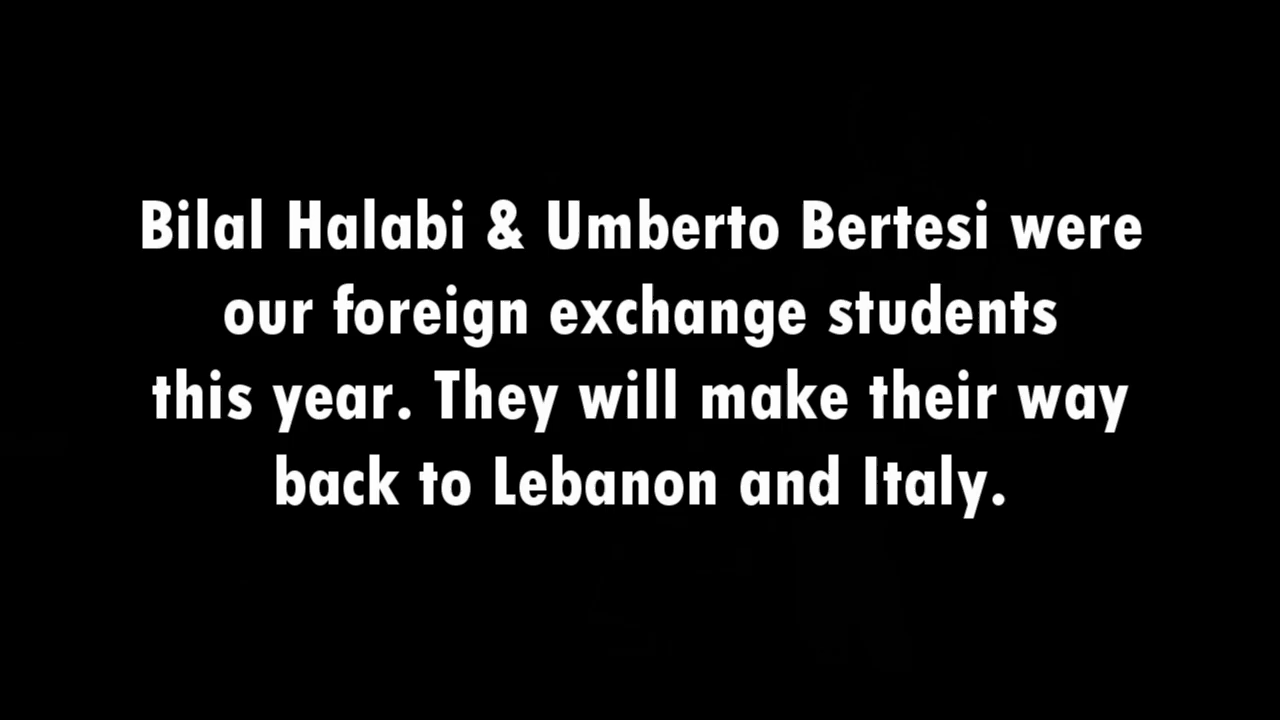 Bilal Halabi & Umberto Bertesi were
our foreign exchange students
this year. They will make their way
back to Lebanon and Italy.